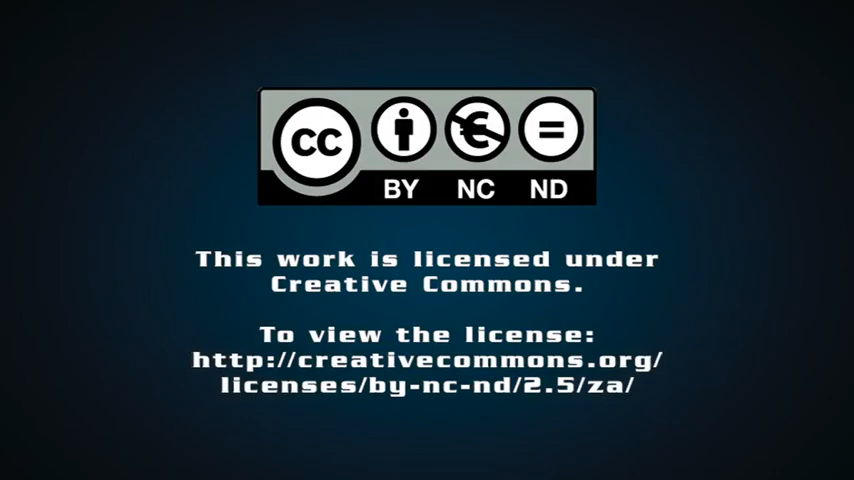 CC
BY NC ND
This work is licensed under
Creative Commons.
To view the license:
http://creativecommons.org/
licenses/by-nc-nd/2.5/za/